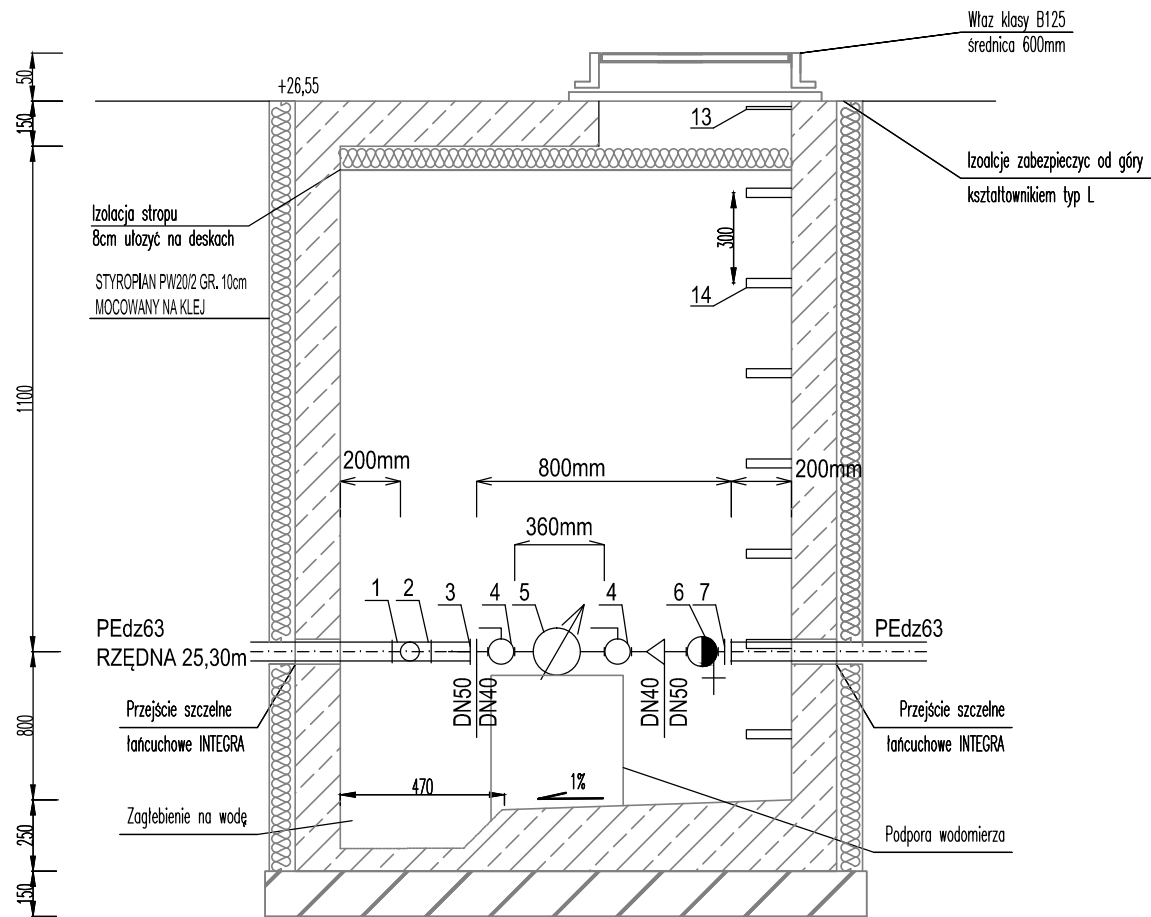 Właz klasy B125
średnica 600mm
50
+26,55
150
13
Izoalcje zabezpieczyc od góry
kształtownikiem typ L
Izolacja stropu
8cm ułozyć na deskach
300
STYROPIAN PW20/2 GR. 10cm
MOCOWANY NA KLEJ
14
1100
200mm
800mm
200mm
360mm
1
2
3
4
5
4
6
7
PEdz63
RZĘDNA 25,30m
PEdz63
DN50
DN40
DN40
DN50
Przejście szczelne
łańcuchowe INTEGRA
Przejście szczelne
łańcuchowe INTEGRA
800
470
1%
Zagłebienie na wodę
Podpora wodomierza
250
150